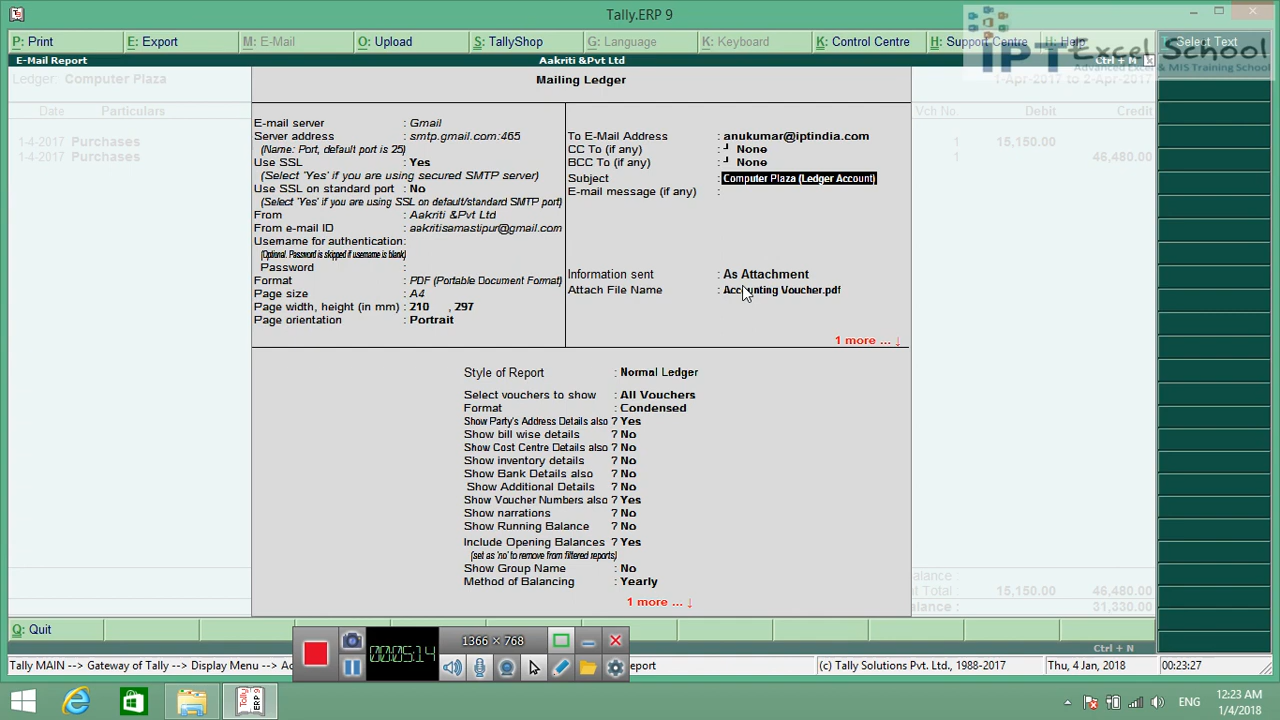 Tally.ERP 9
P: Print
E: Export
M: E-Mail
O: Upload
S: TallyShop
G: Language
K: Keyboard
K: Control Centre
H: Support Centre
H: Help
Select Text
IPT Excel School
Advanced Excel & MIS Training School
E-Mail Report
Aakriti &Pvt Ltd
Ctrl + M
Ledger: Computer Plaza
Mailing Ledger
1-Apr-2017 to 2-Apr-2017
Date Particulars
Vch No. Debit Credit
1-4-2017 Purchases 1 15,150.00
1-4-2017 Purchases 1 46,480.00
E-mail server : Gmail
Server address : smtp.gmail.com:465
(Name: Port, default port is 25)
Use SSL : Yes
(Select 'Yes' if you are using secured SMTP server)
Use SSL on standard port : No
(Select 'Yes' if you are using SSL on default/standard SMTP port)
From : Aakriti &Pvt Ltd
From e-mail ID : aakritisamastipur@gmail.com
Username for authentication:
(Optional. Password is skipped if username is blank)
Password :
Format : PDF (Portable Document Format)
Page size : A4
Page width, height (in mm) : 210 , 297
Page orientation : Portrait
To E-Mail Address : anukumar@iptindia.com
CC To (if any) : ┘ None
BCC To (if any) : ┘ None
Subject : Computer Plaza (Ledger Account)
E-mail message (if any) :
Information sent : As Attachment
Attach File Name : Accounting Voucher.pdf
1 more ... ↓
Style of Report : Normal Ledger
Select vouchers to show : All Vouchers
Format : Condensed
Show Party's Address Details also ? Yes
Show bill wise details ? No
Show Cost Centre Details also ? No
Show inventory details ? No
Show Bank Details also ? No
Show Additional Details ? No
Show Voucher Numbers also ? Yes
Show narrations ? No
Show Running Balance ? No
Include Opening Balances ? Yes
(set as 'no' to remove from filtered reports)
Show Group Name ? No
Method of Balancing : Yearly
1 more ... ↓
Balance :
Total 15,150.00 46,480.00
alance : 31,330.00
Q: Quit
00:05:14
1366 × 768
Ctrl + N
Tally MAIN --> Gateway of Tally --> Display Menu --> Ac
eport
(c) Tally Solutions Pvt. Ltd., 1988-2017
Thu, 4 Jan, 2018
00:23:27
Tally ERP 9
ENG
12:23 AM
1/4/2018